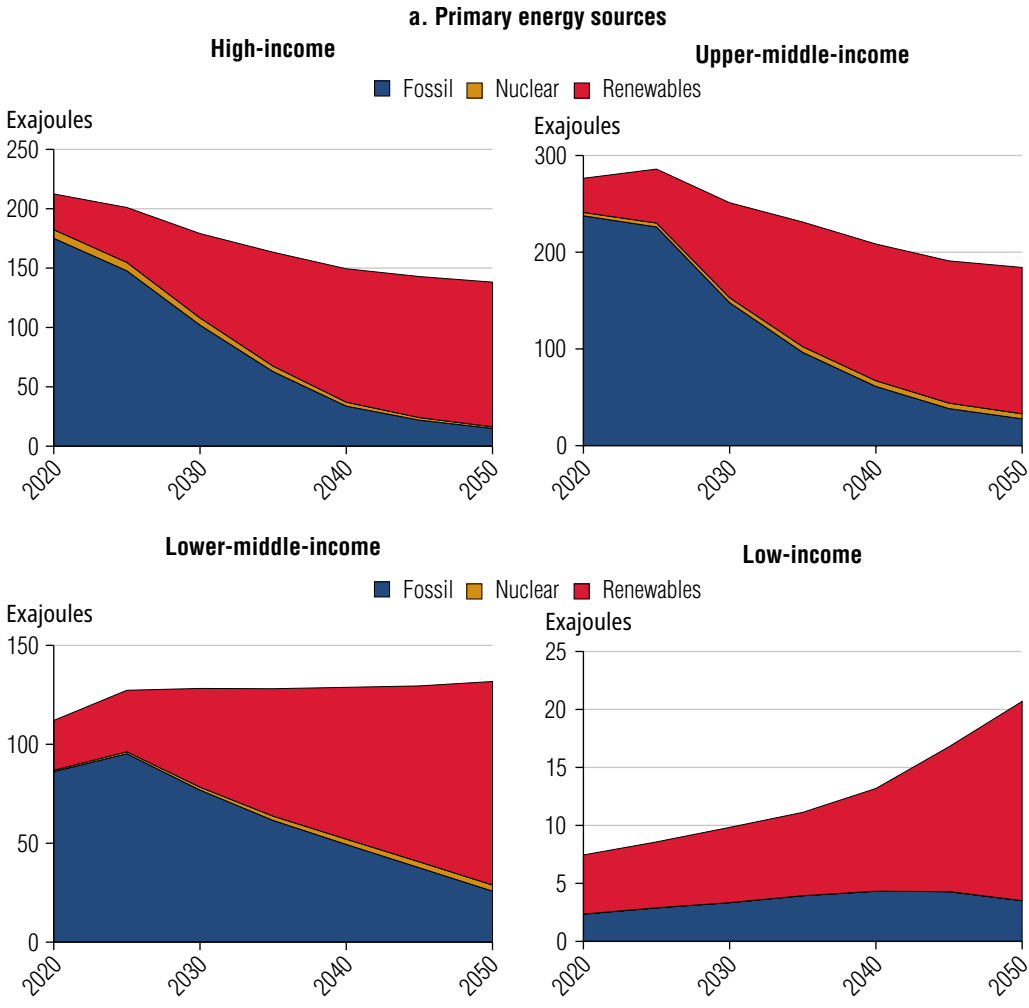 a. Primary energy sources
High-income
Upper-middle-income
Fossil Nuclear Renewables
Exajoules
250
200
150
100
50
0
2020 2030 2040 2050
Exajoules
300
200
100
0
2020 2030 2040 2050
Lower-middle-income
Low-income
Fossil Nuclear Renewables
Exajoules
150
100
50
0
2020 2030 2040 2050
Exajoules
25
20
15
10
5
0
2020 2030 2040 2050